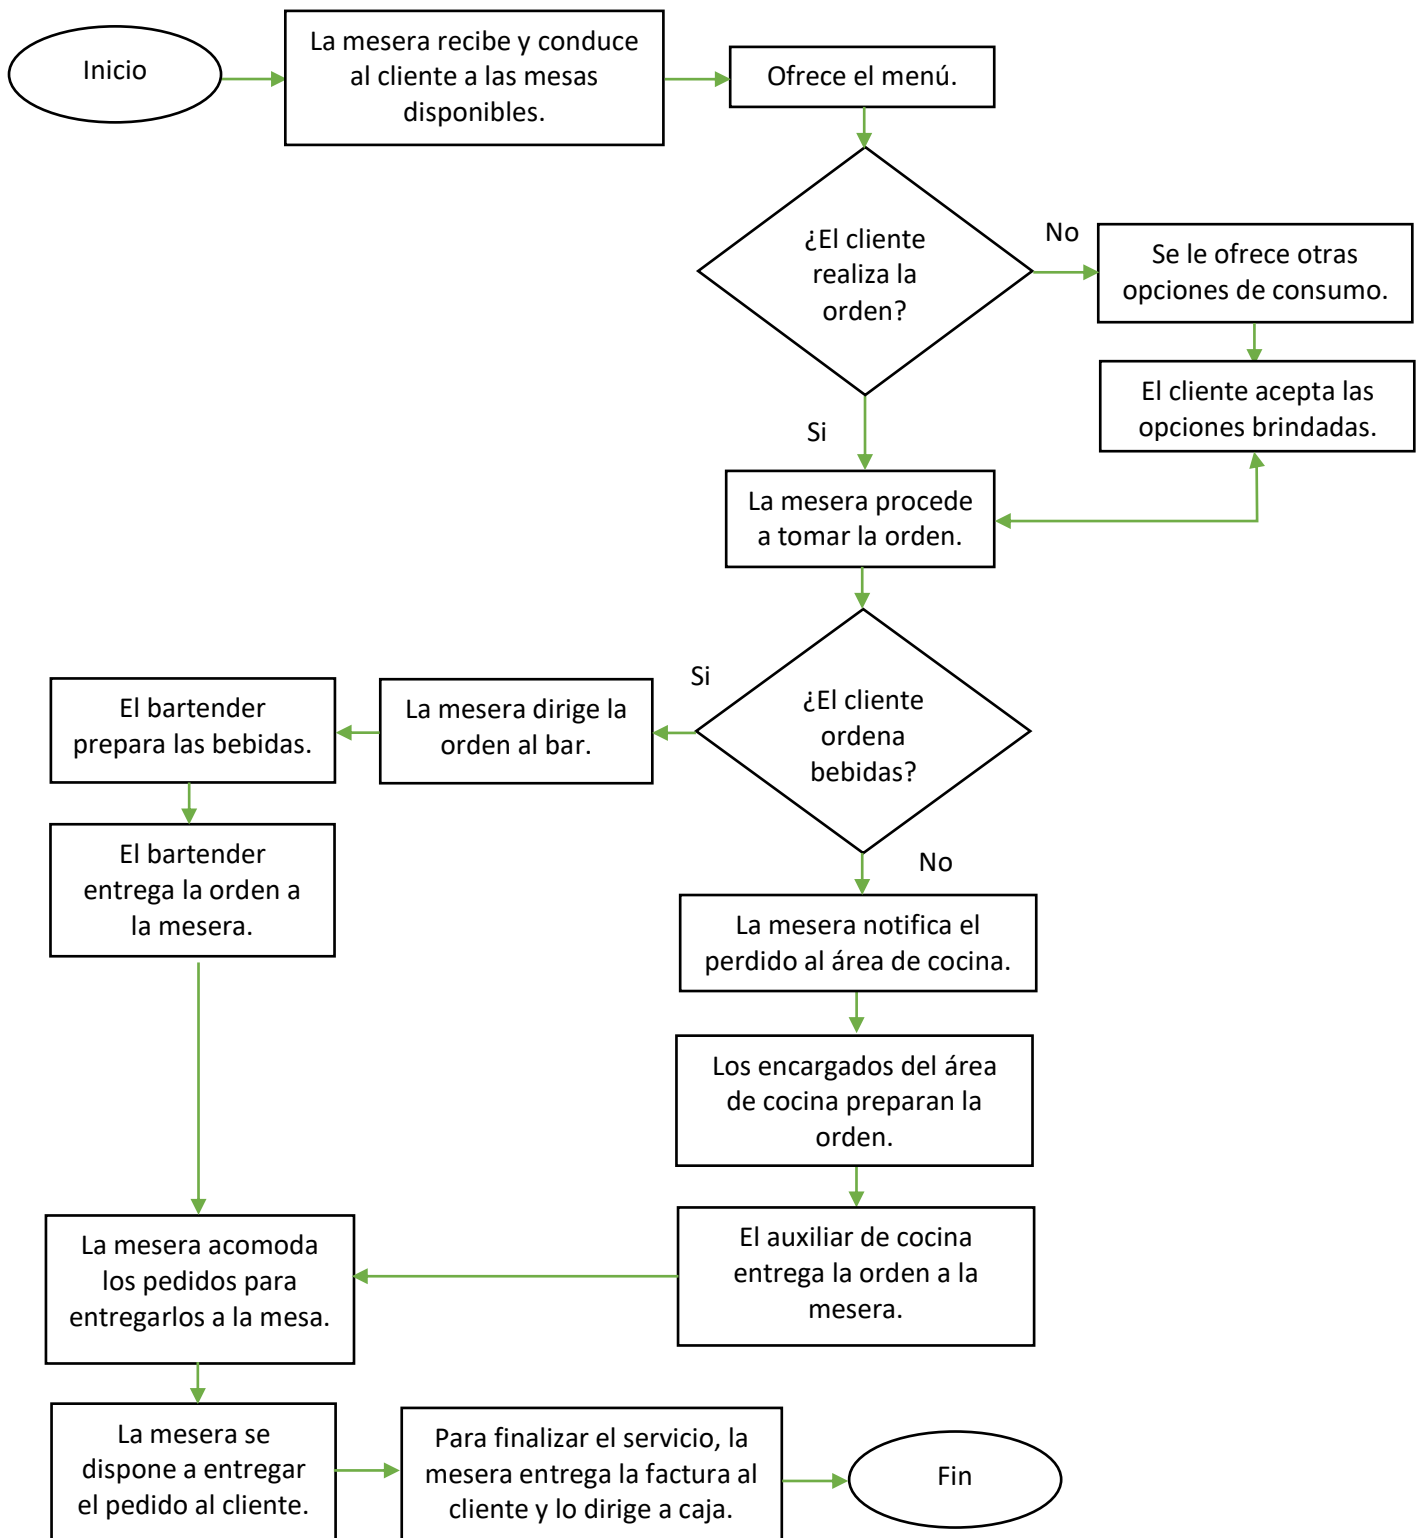 Inicio
La mesera recibe y conduce
al cliente a las mesas
disponibles.
Ofrece el menú.
¿El cliente
realiza la
orden?
No
Se le ofrece otras
opciones de consumo.
El cliente acepta las
opciones brindadas.
Si
La mesera procede
a tomar la orden.
¿El cliente
ordena
bebidas?
Si
La mesera dirige la
orden al bar.
El bartender
prepara las bebidas.
El bartender
entrega la orden a
la mesera.
No
La mesera notifica el
perdido al área de cocina.
Los encargados del área
de cocina preparan la
orden.
El auxiliar de cocina
entrega la orden a la
mesera.
La mesera acomoda
los pedidos para
entregarlos a la mesa.
La mesera se
dispone a entregar
el pedido al cliente.
Para finalizar el servicio, la
mesera entrega la factura al
cliente y lo dirige a caja.
Fin